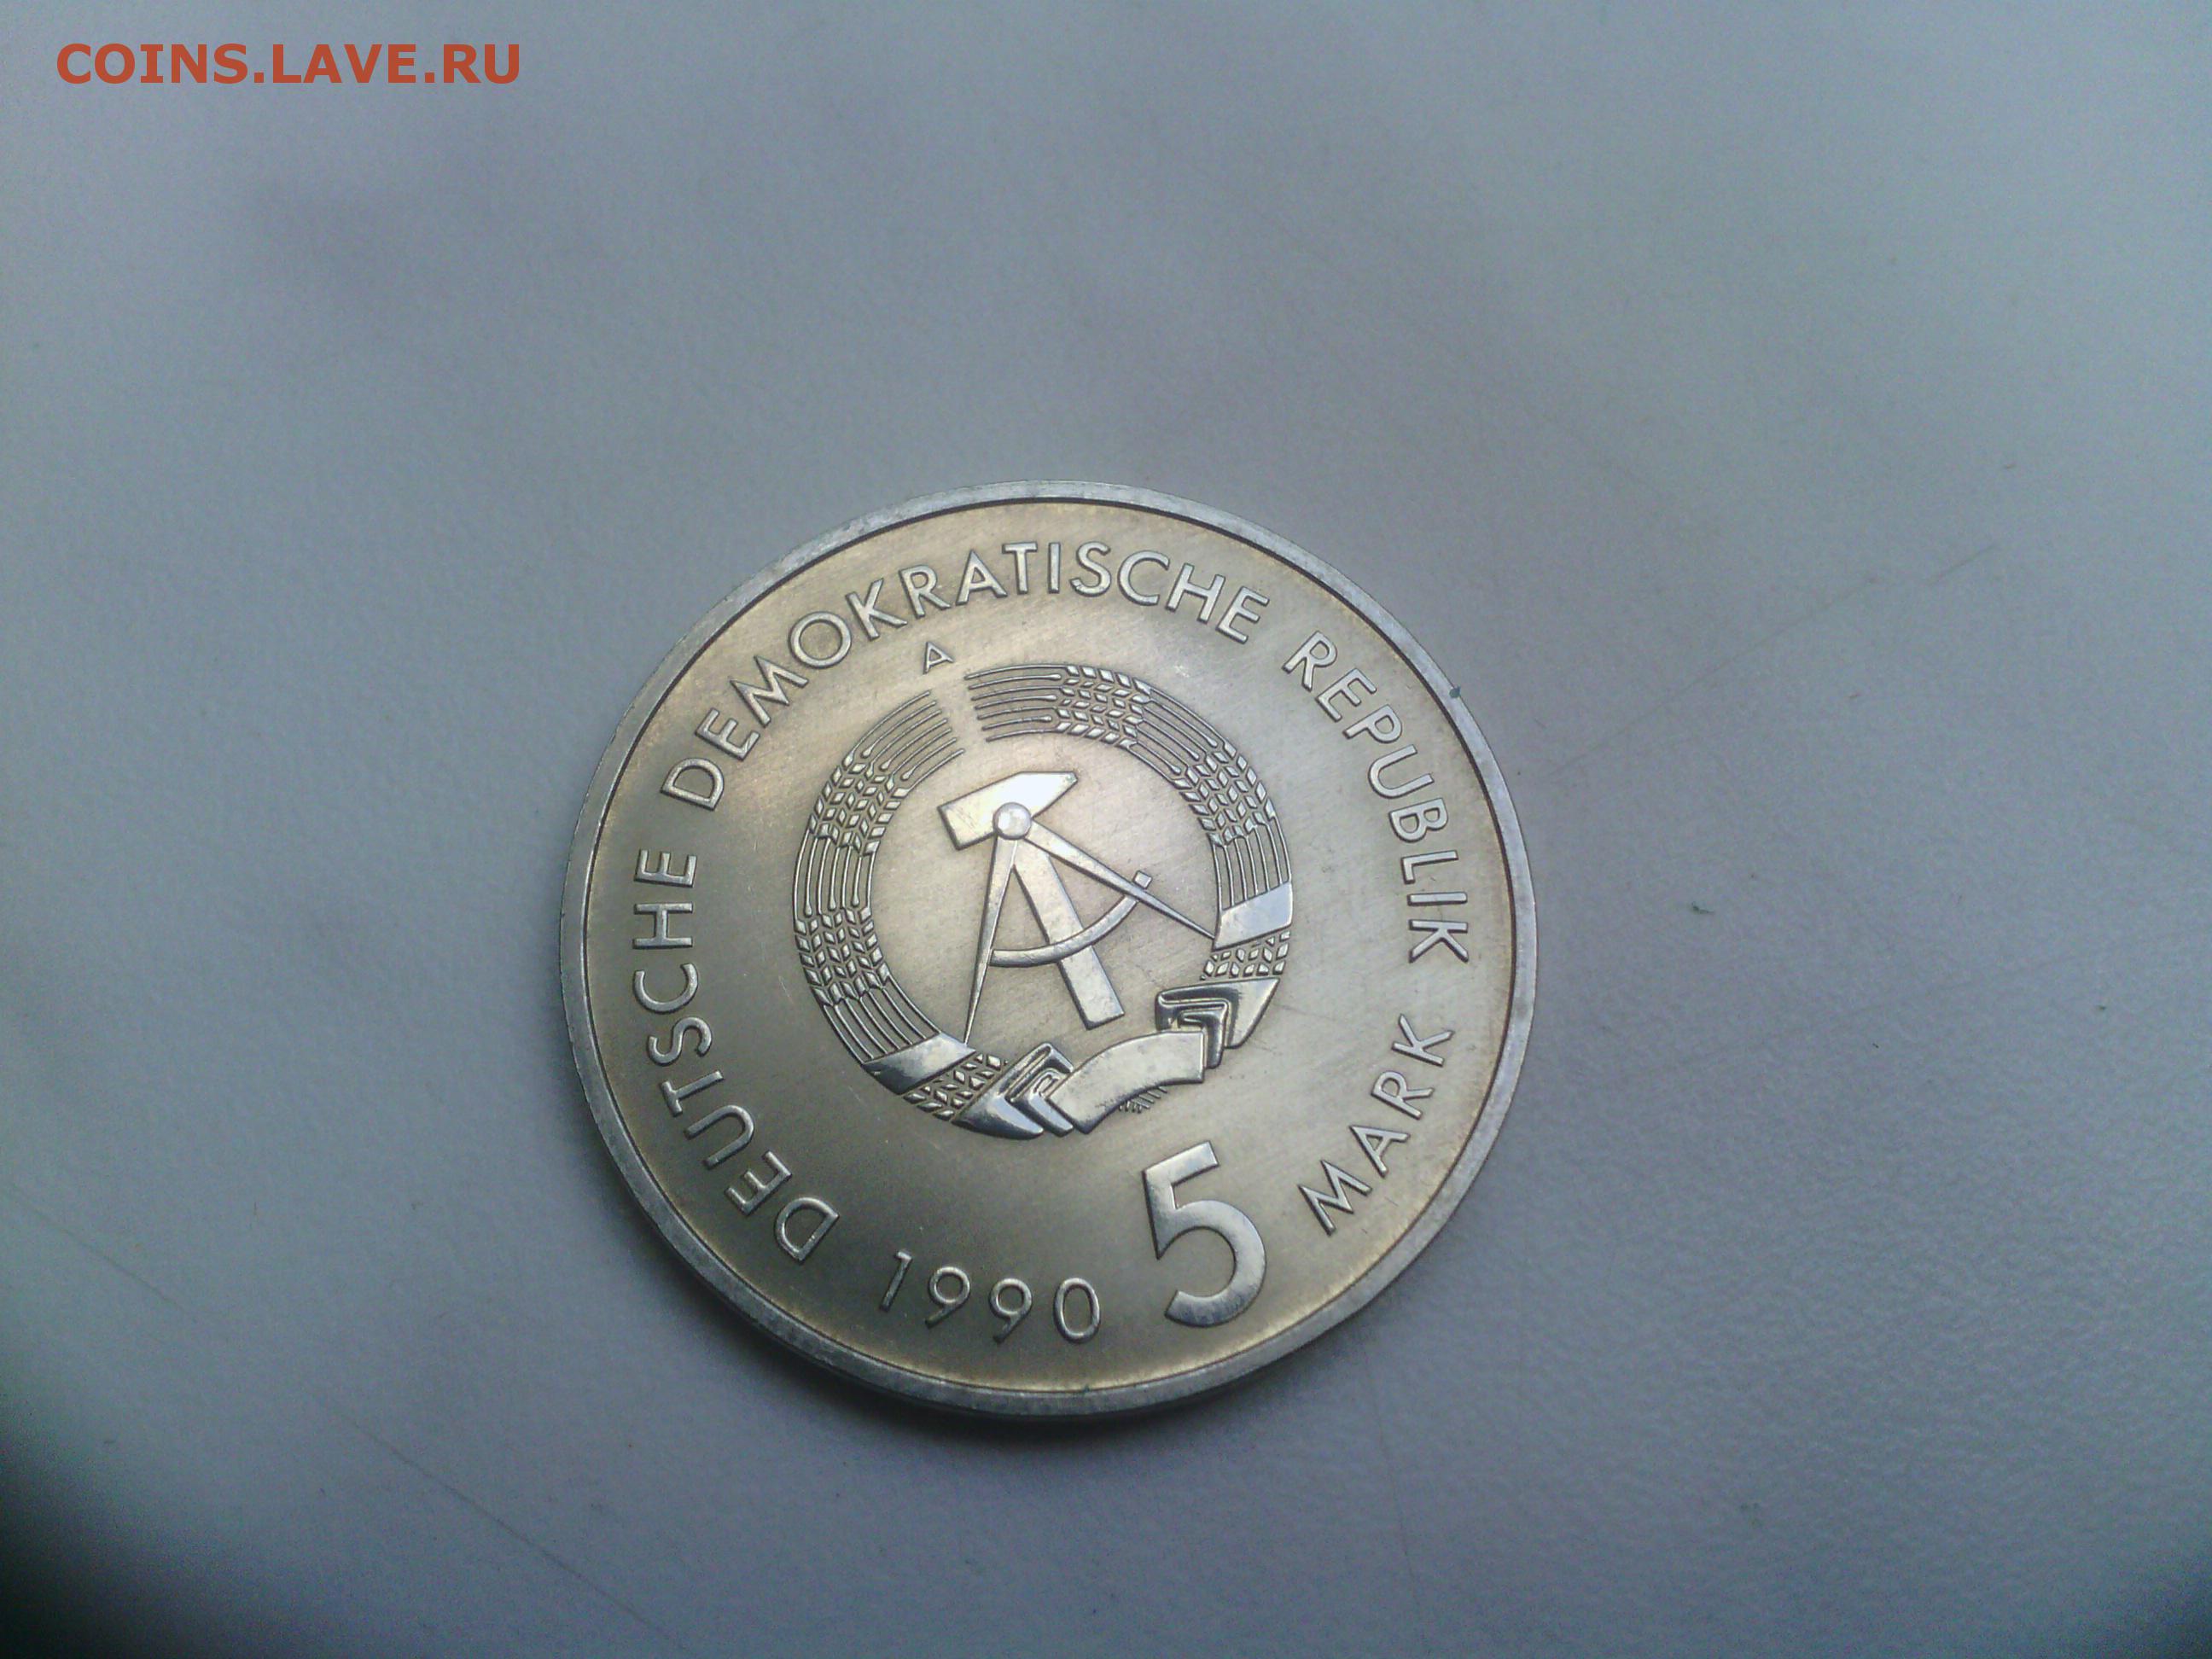 COINS.LAVE.RU
DEUTSCHE DEMOKRATISCHE REPUBLIK
A
5 MARK
1990